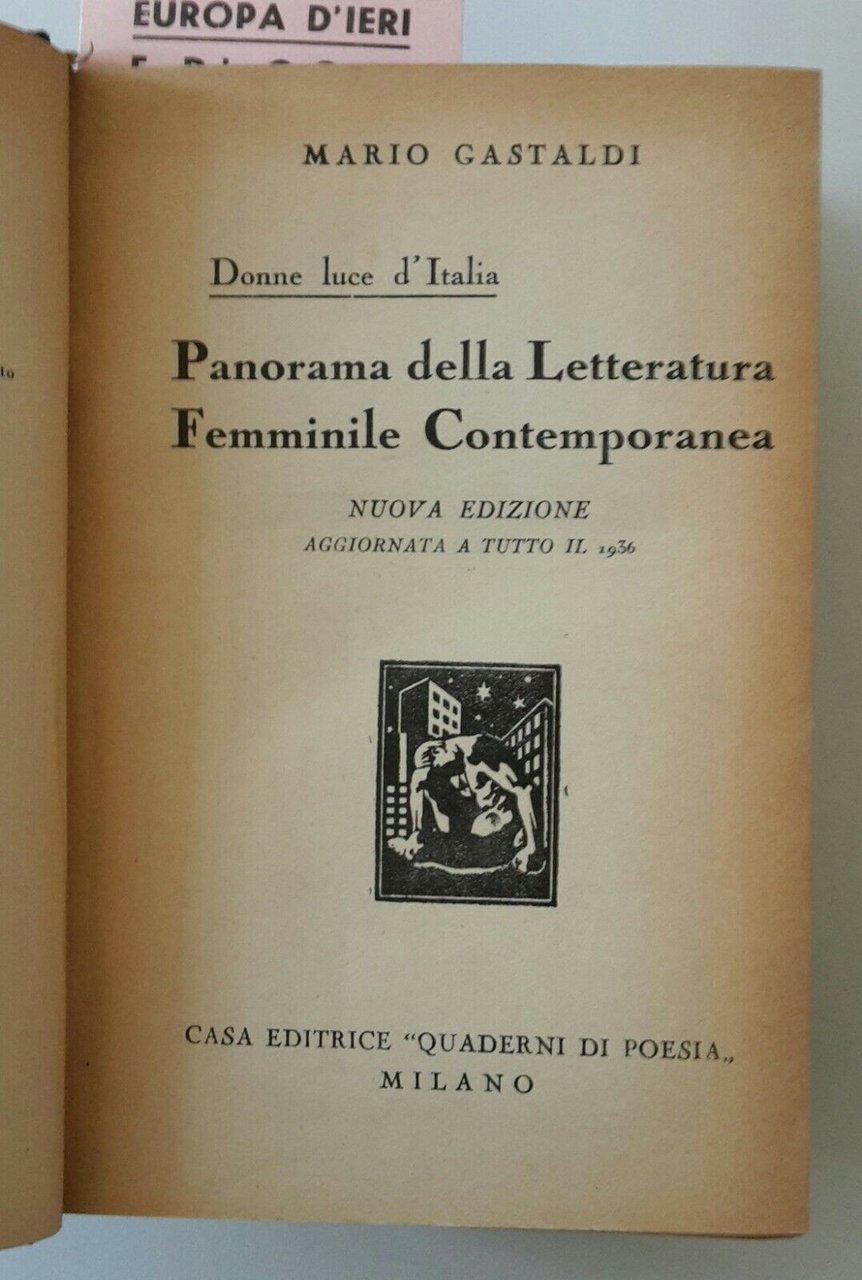 EUROPA D'IERI
MARIO GASTALDI
Donne luce d'Italia
Panorama della Letteratura
Femminile Contemporanea
NUOVA EDIZIONE
AGGIORNATA A TUTTO IL 1936
CASA EDITRICE "QUADERNI DI POESIA„
MILANO